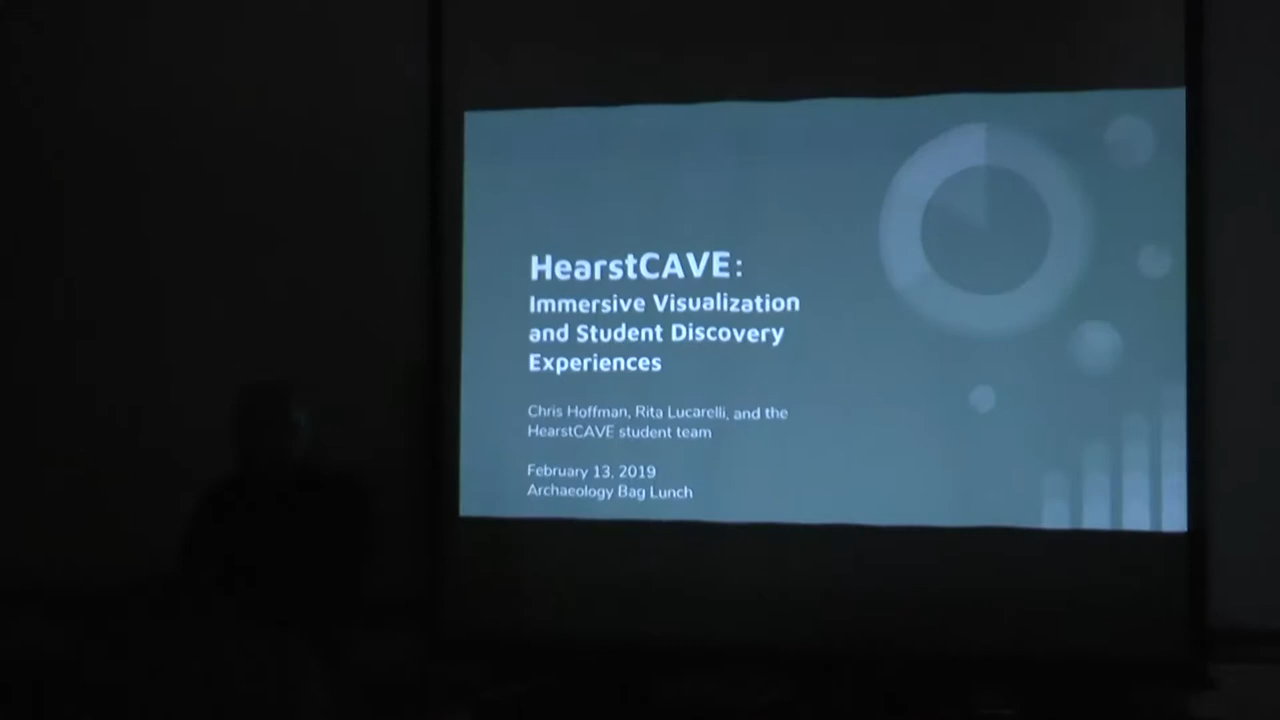 HearstCAVE:
Immersive Visualization
and Student Discovery
Experiences
Chris Hoffman, Rita Lucarelli, and the
HearstCAVE student team
February 13, 2019
Archaeology Bag Lunch